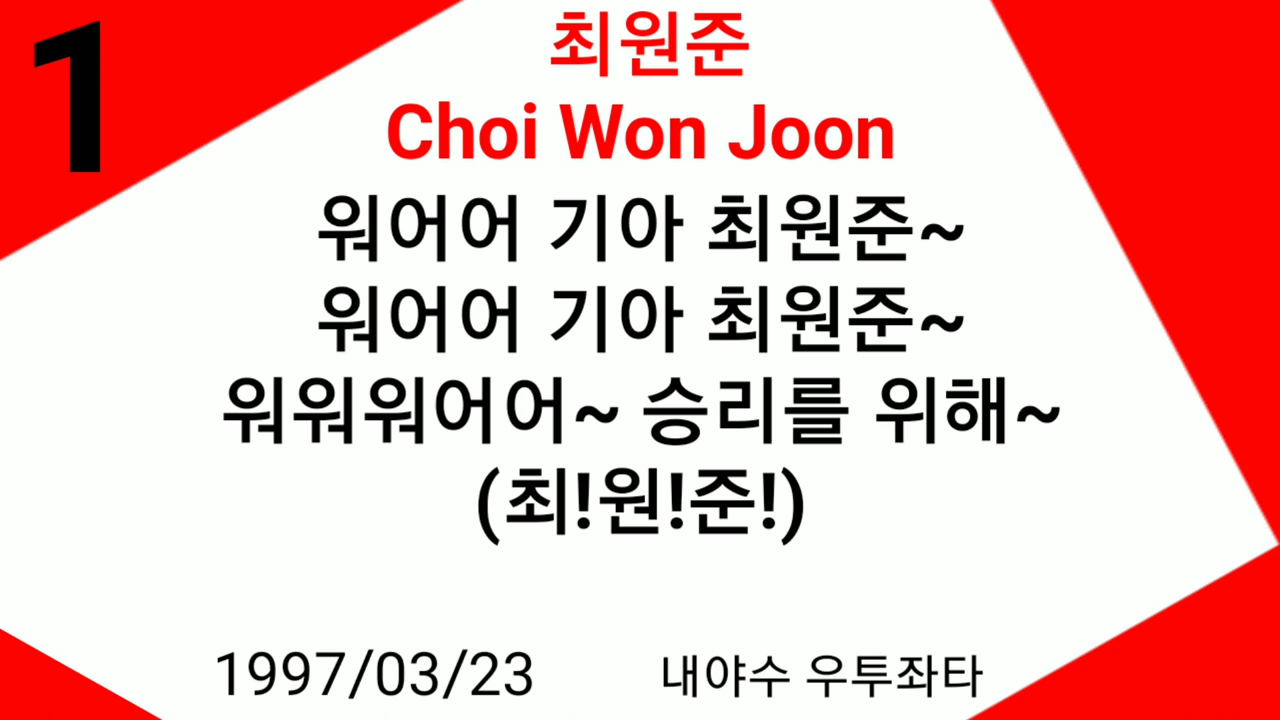 1
최원준
Choi Won Joon
워어어 기아 최원준~
워어어 기아 최원준~
워워워어어~ 승리를 위해~
(최!원!준!)
1997/03/23
내야수 우투좌타